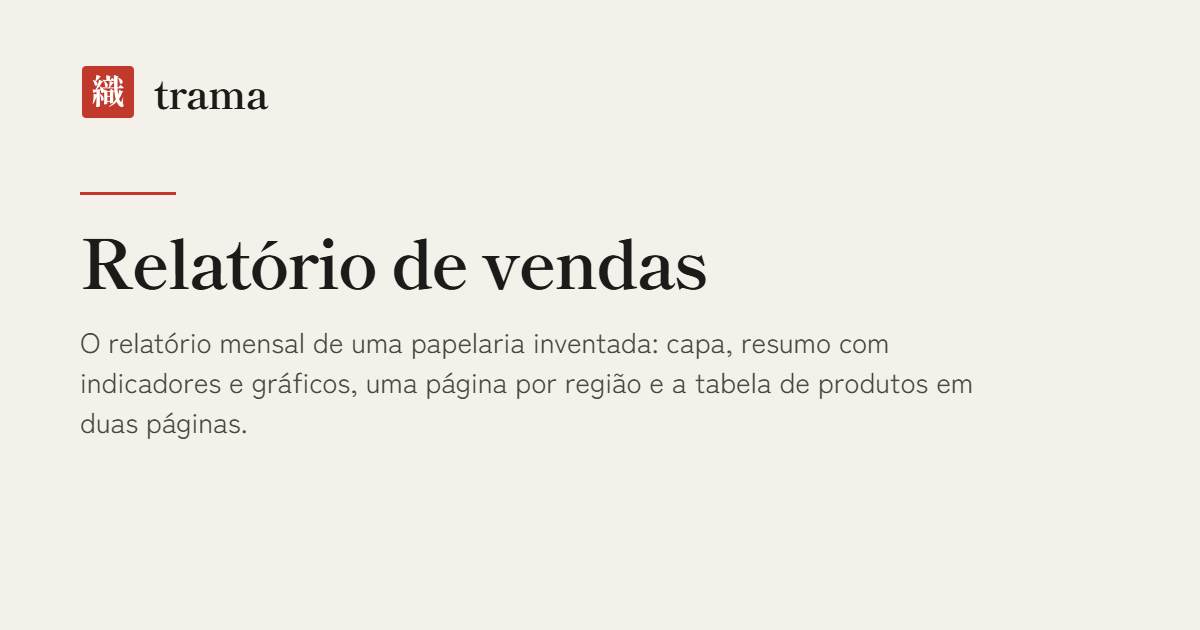 織 trama
Relatório de vendas
O relatório mensal de uma papelaria inventada: capa, resumo com
indicadores e gráficos, uma página por região e a tabela de produtos em
duas páginas.